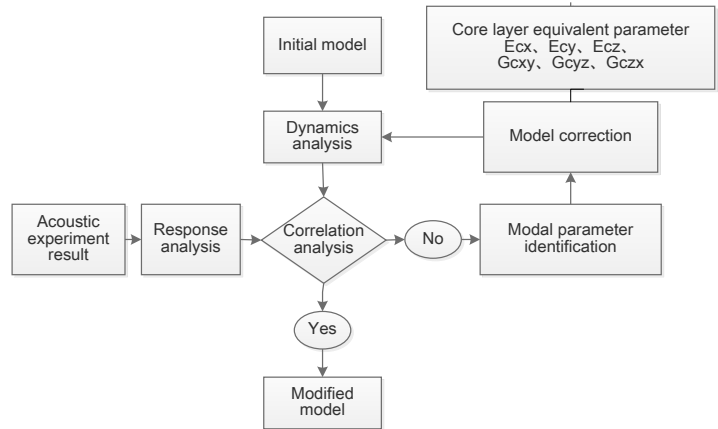 Core layer equivalent parameter
Ecx、Ecy、Ecz、
Gcxy、Gcyz、Gczx
Initial model
Dynamics
analysis
Model correction
Acoustic
experiment
result
Response
analysis
Correlation
analysis
No
Modal parameter
identification
Yes
Modified
model